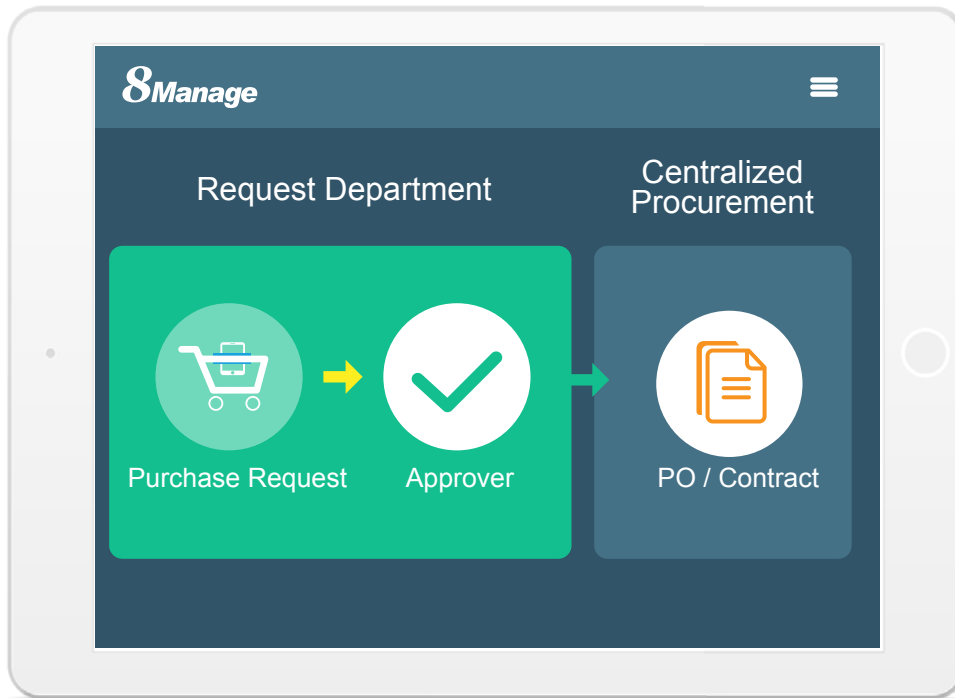 8Manage
Request Department
Centralized
Procurement
Purchase Request
Approver
PO / Contract